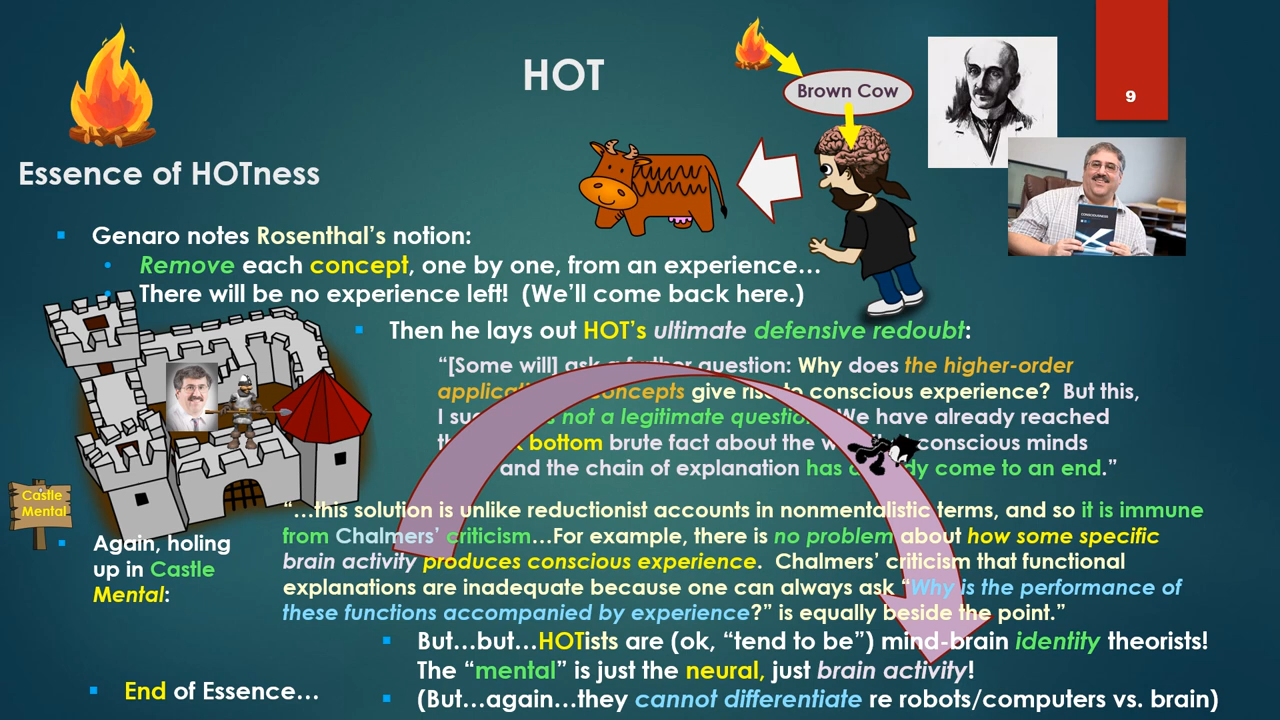 HOT
Brown Cow
9
Essence of HOTness
Genaro notes Rosenthal's notion:
Remove each concept, one by one, from an experience…
There will be no experience left! (We'll come back here.)
Then he lays out HOT's ultimate defensive redoubt:
"[Some will] ask a further question: Why does the higher-order
concepts give rise to conscious experience? But this,
I not a legitimate question We have already reached
bottom brute fact about the conscious minds
and the chain of explanation has already come to an end."
Castle
Mental
"…this solution is unlike reductionist accounts in nonmentalistic terms, and so it is immune
from Chalmers' criticism…For example, there is no problem about how some specific
brain activity produces conscious experience. Chalmers' criticism that functional
explanations are inadequate because one can always ask "Why is the performance of
these functions accompanied by experience?" is equally beside the point."
Again, holing
up in Castle
Mental:
But…but…HOTists are (ok, "tend to be") mind-brain identity theorists!
The "mental" is just the neural, just brain activity!
End of Essence…
(But…again…they cannot differentiate re robots/computers vs. brain)